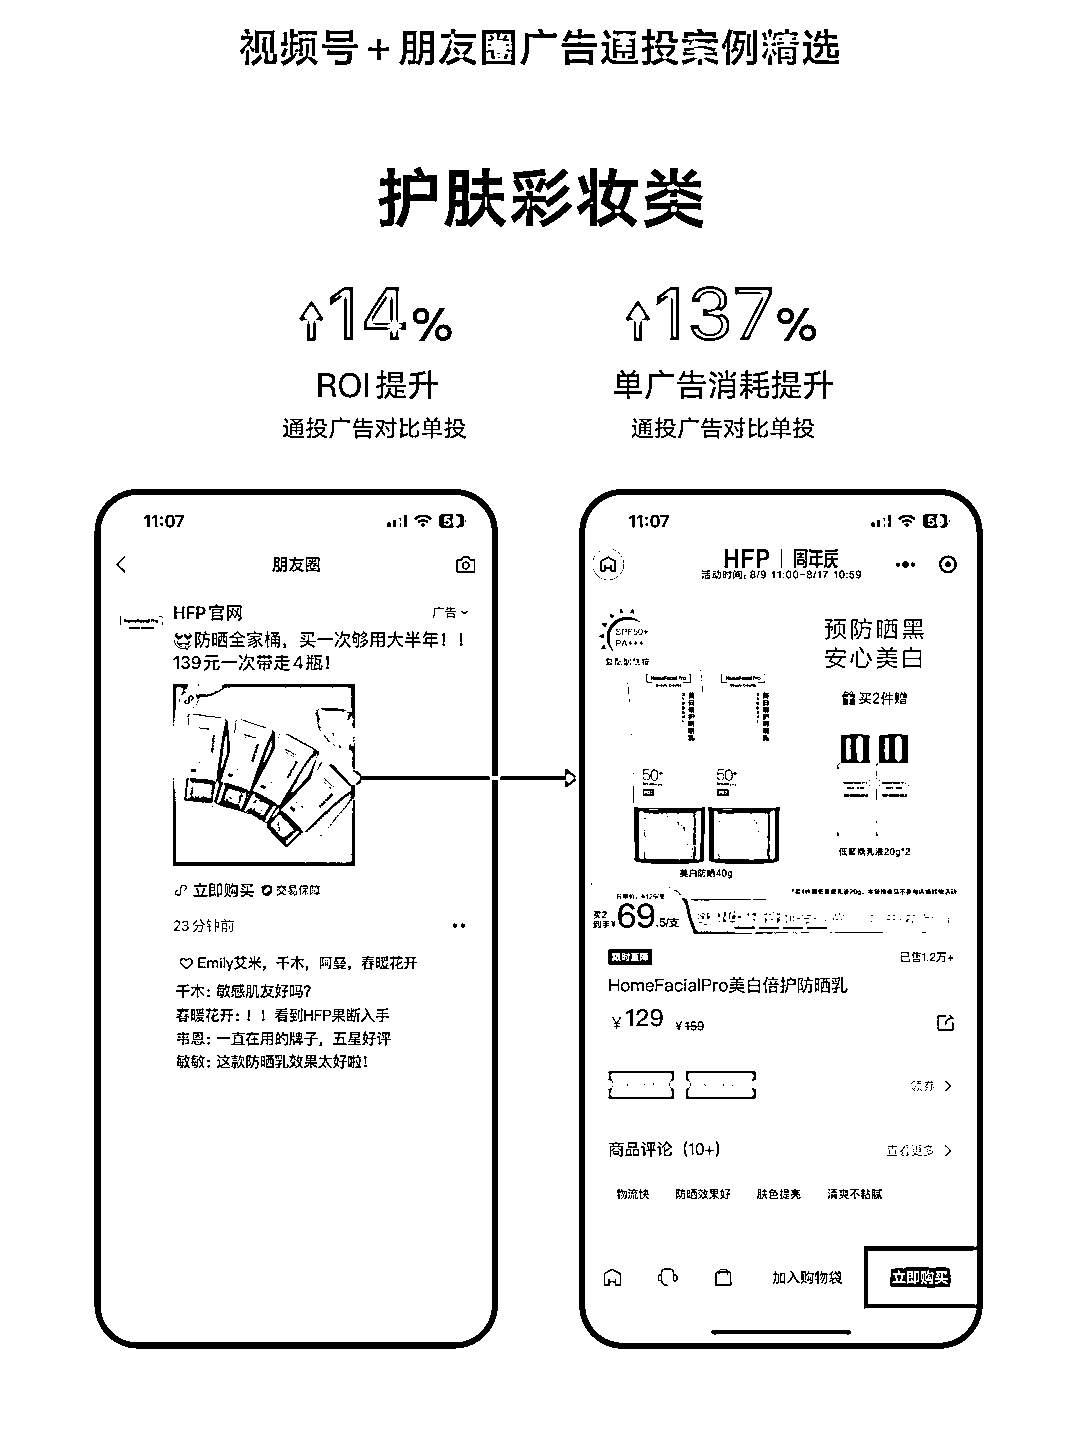 视频号+朋友圈广告通投案例精选
护肤彩妆类
14%
ROI提升
通投广告对比单投
137%
单广告消耗提升
通投广告对比单投
11:07
朋友圈
HFP官网
广告
防晒全家桶，买一次够用大半年！！
139元一次带走4瓶！
立即购买
交易保障
23分钟前
Emily艾米，千木，阿曼，春暖花开
千木：敏感肌友好吗？
春暖花开：！！看到HFP果断入手
韦恩：一直在用的牌子，五星好评
敏敏：这款防晒乳效果太好啦！
11:07
HFP | 周年庆
活动时间：8/9 11:00-8/17 10:59
SPF50+
PA+++
预防晒黑
安心美白
HomeFacial Pro
HomeFacial Pro
买2件赠
50+
50+
美白防晒40g
买2
到手¥69.5/支
限时直降
已售1.2万+
HomeFacialPro美白倍护防晒乳
¥129 ¥159
领券
商品评论（10+）
查看更多
物流快
防晒效果好
肤色提亮
清爽不粘腻
加入购物袋
立即购买